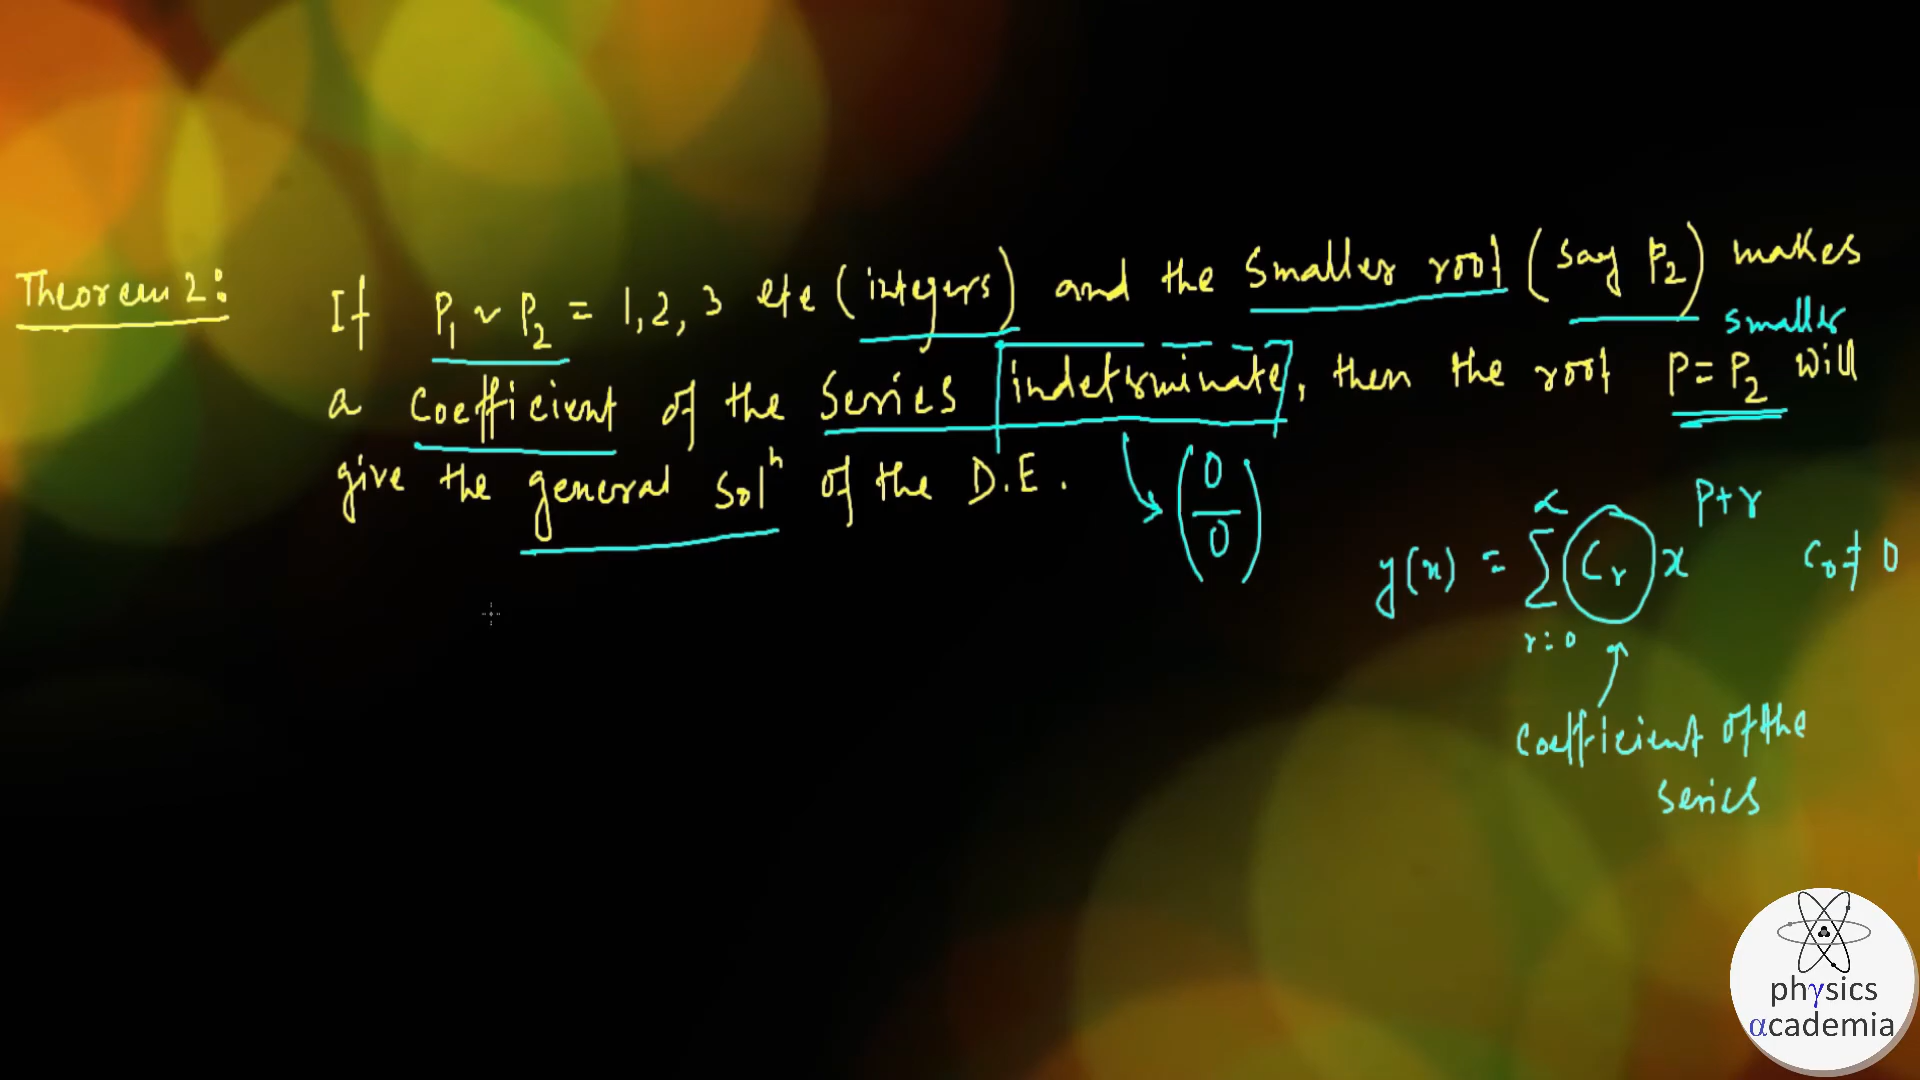 Theorem 2:
If P₁ ~ P₂ = 1, 2, 3 etc (integers) and the smaller root (say P₂) makes
smaller
a coefficient of the series indeterminate, then the root P = P₂ will
give the general solⁿ of the D.E.
(0/0)
y(x) = ∑ Cᵣ x^(P+r) C₀ ≠ 0
r=0
α
coefficient of the
series
physics
αcademia